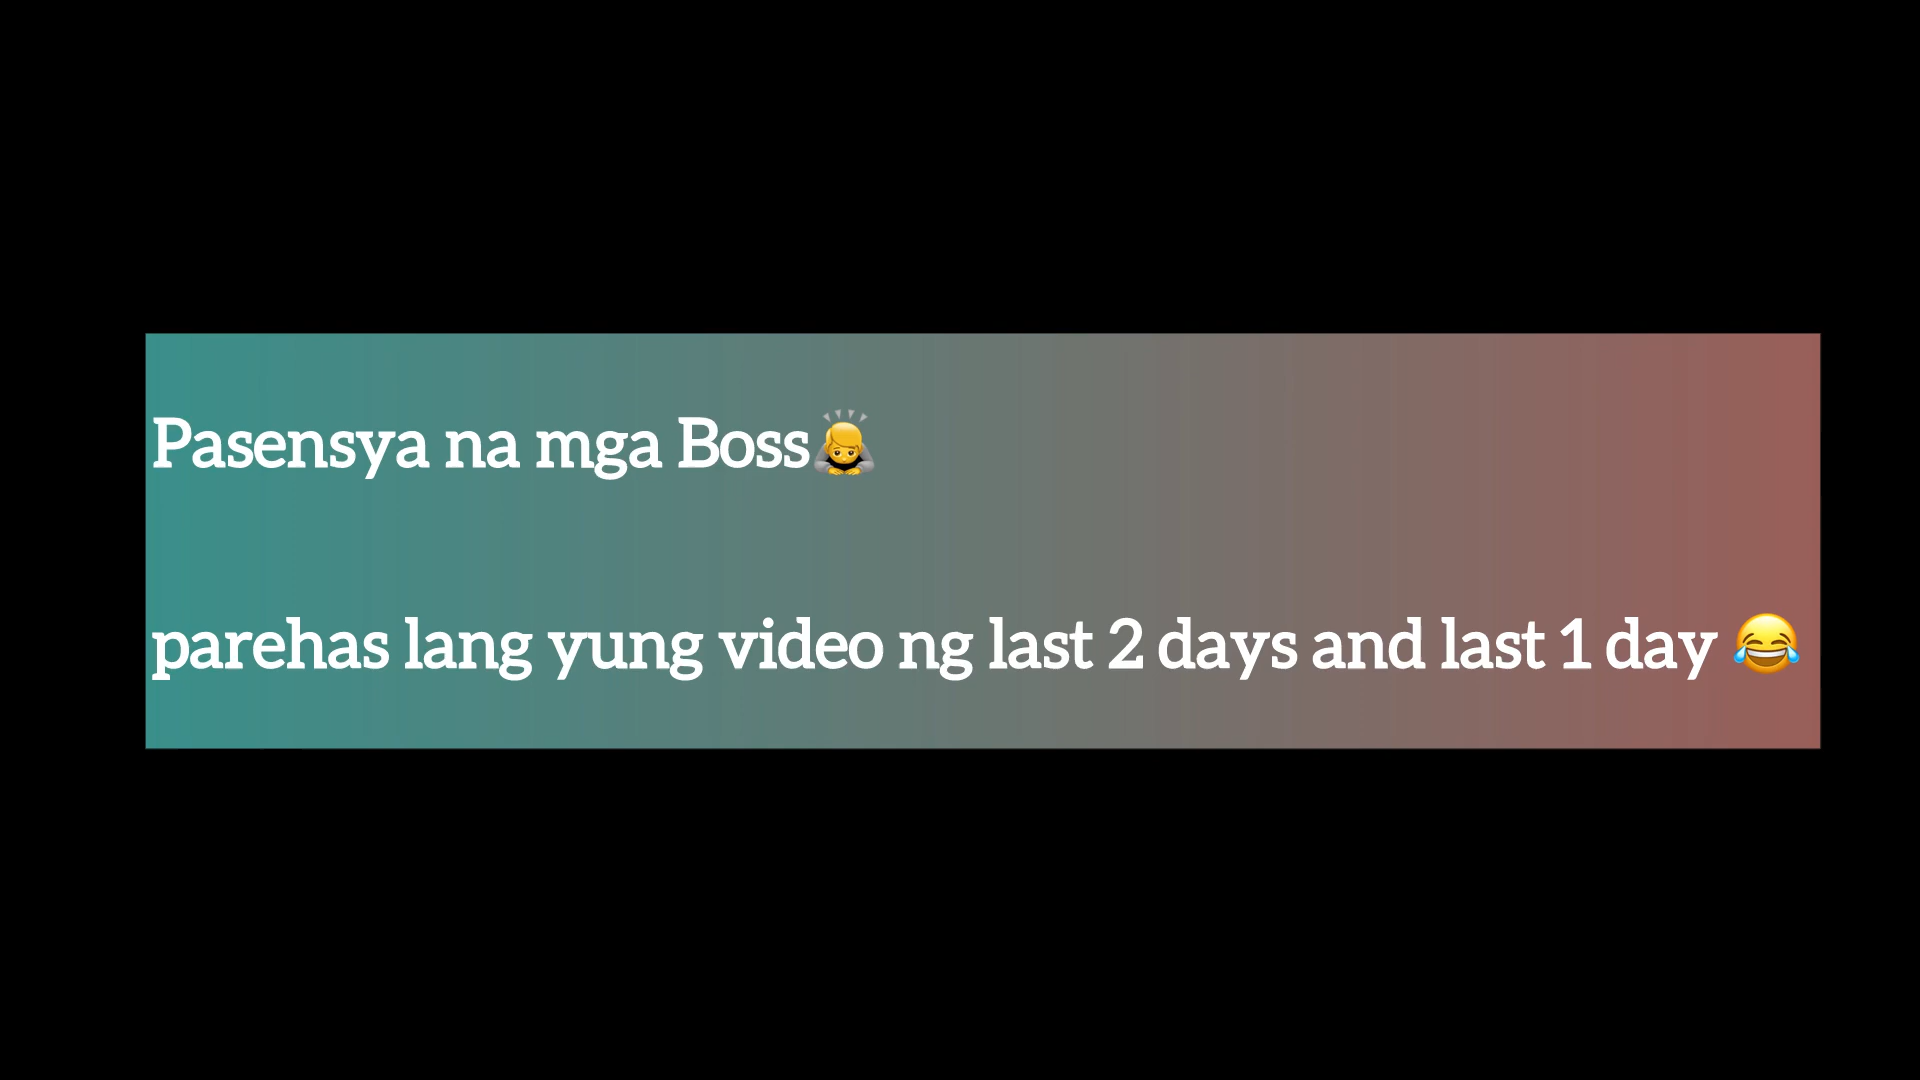 Pasensya na mga Boss🙇
parehas lang yung video ng last 2 days and last 1 day 😂